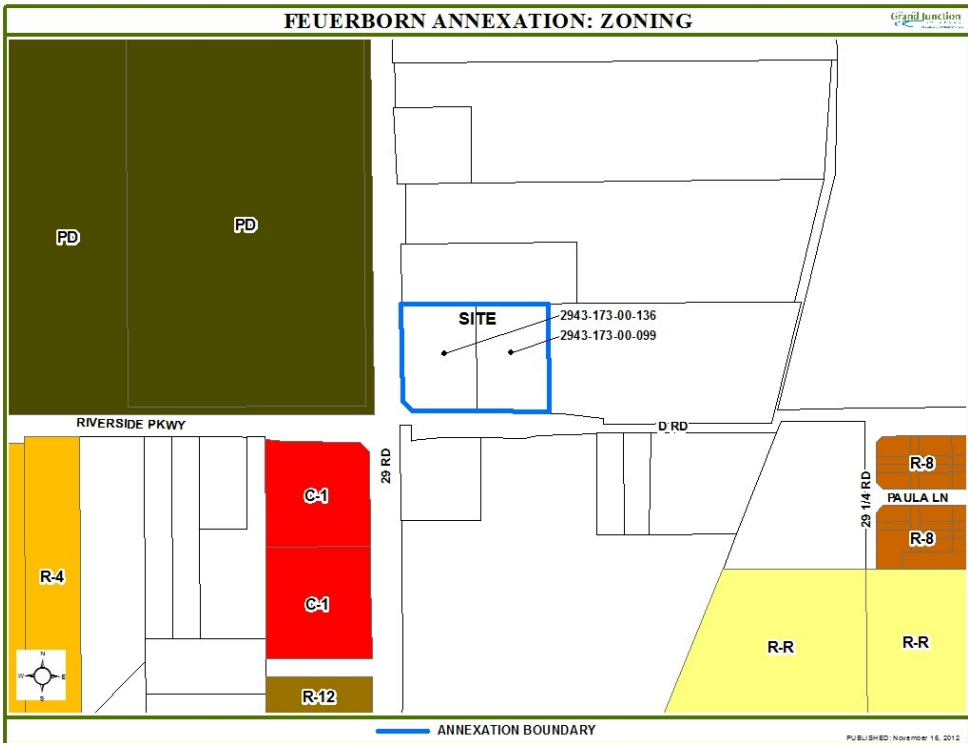 FEUERBORN ANNEXATION: ZONING
Grand Junction
PD
PD
SITE
2943-173-00-136
2943-173-00-099
RIVERSIDE PKWY
D RD
29 RD
C-1
R-8
PAULA LN
29 1/4 RD
R-8
R-4
C-1
R-R
R-R
R-12
N
W
E
S
ANNEXATION BOUNDARY
PUBLISHED: November 16, 2012